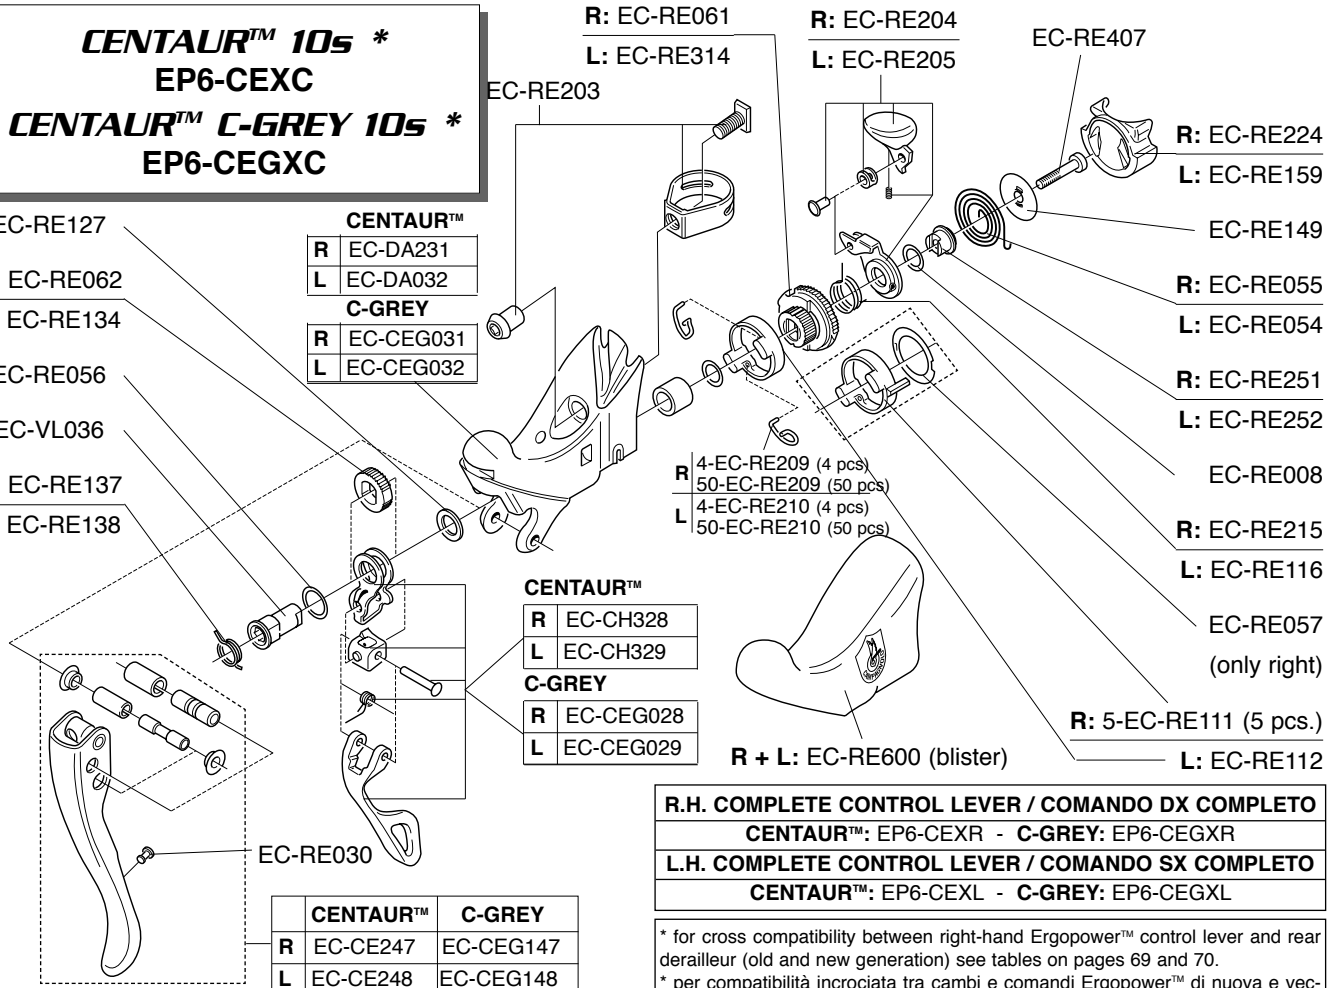 CENTAUR™ 10s *
EP6-CEXC
CENTAUR™ C-GREY 10s *
EP6-CEGXC
R: EC-RE061
L: EC-RE314
R: EC-RE204
L: EC-RE205
EC-RE407
EC-RE203
R: EC-RE224
L: EC-RE159
EC-RE149
R: EC-RE055
L: EC-RE054
R: EC-RE251
L: EC-RE252
EC-RE008
R: EC-RE215
L: EC-RE116
EC-RE057
(only right)
R: 5-EC-RE111 (5 pcs.)
L: EC-RE112
EC-RE127
EC-RE062
EC-RE134
EC-RE056
EC-VL036
EC-RE137
EC-RE138
CENTAUR™
R EC-DA231
L EC-DA032
C-GREY
R EC-CEG031
L EC-CEG032
R 4-EC-RE209 (4 pcs)
50-EC-RE209 (50 pcs)
L 4-EC-RE210 (4 pcs)
50-EC-RE210 (50 pcs)
CENTAUR™
R EC-CH328
L EC-CH329
C-GREY
R EC-CEG028
L EC-CEG029
R + L: EC-RE600 (blister)
EC-RE030
CENTAUR™ C-GREY
R EC-CE247 EC-CEG147
L EC-CE248 EC-CEG148
R.H. COMPLETE CONTROL LEVER / COMANDO DX COMPLETO
CENTAUR™: EP6-CEXR - C-GREY: EP6-CEGXR
L.H. COMPLETE CONTROL LEVER / COMANDO SX COMPLETO
CENTAUR™: EP6-CEXL - C-GREY: EP6-CEGXL
* for cross compatibility between right-hand Ergopower™ control lever and rear
derailleur (old and new generation) see tables on pages 69 and 70.
* per compatibilità incrociata tra cambi e comandi Ergopower™ di nuova e vec-